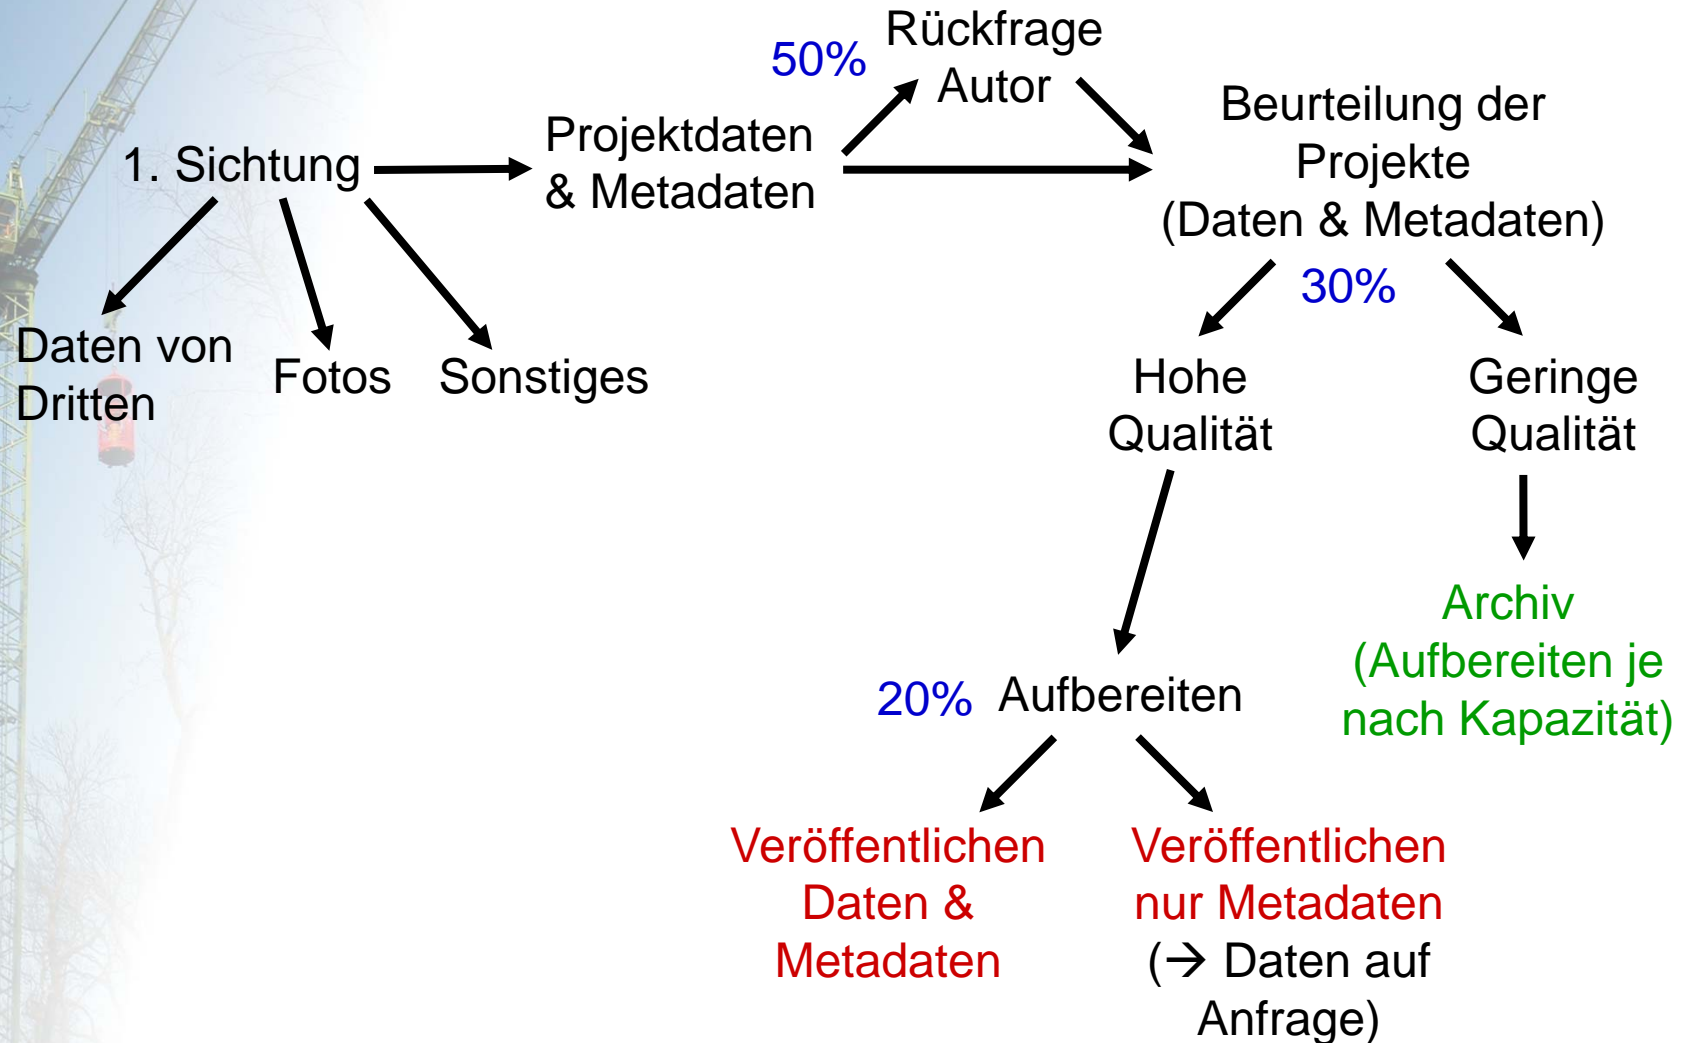 Rückfrage
Autor
50%
Projektdaten
& Metadaten
1. Sichtung
Beurteilung der
Projekte
(Daten & Metadaten)
30%
Daten von
Dritten
Fotos
Sonstiges
Hohe
Qualität
Geringe
Qualität
Archiv
(Aufbereiten je
nach Kapazität)
20%
Aufbereiten
Veröffentlichen
Daten &
Metadaten
Veröffentlichen
nur Metadaten
(→ Daten auf
Anfrage)